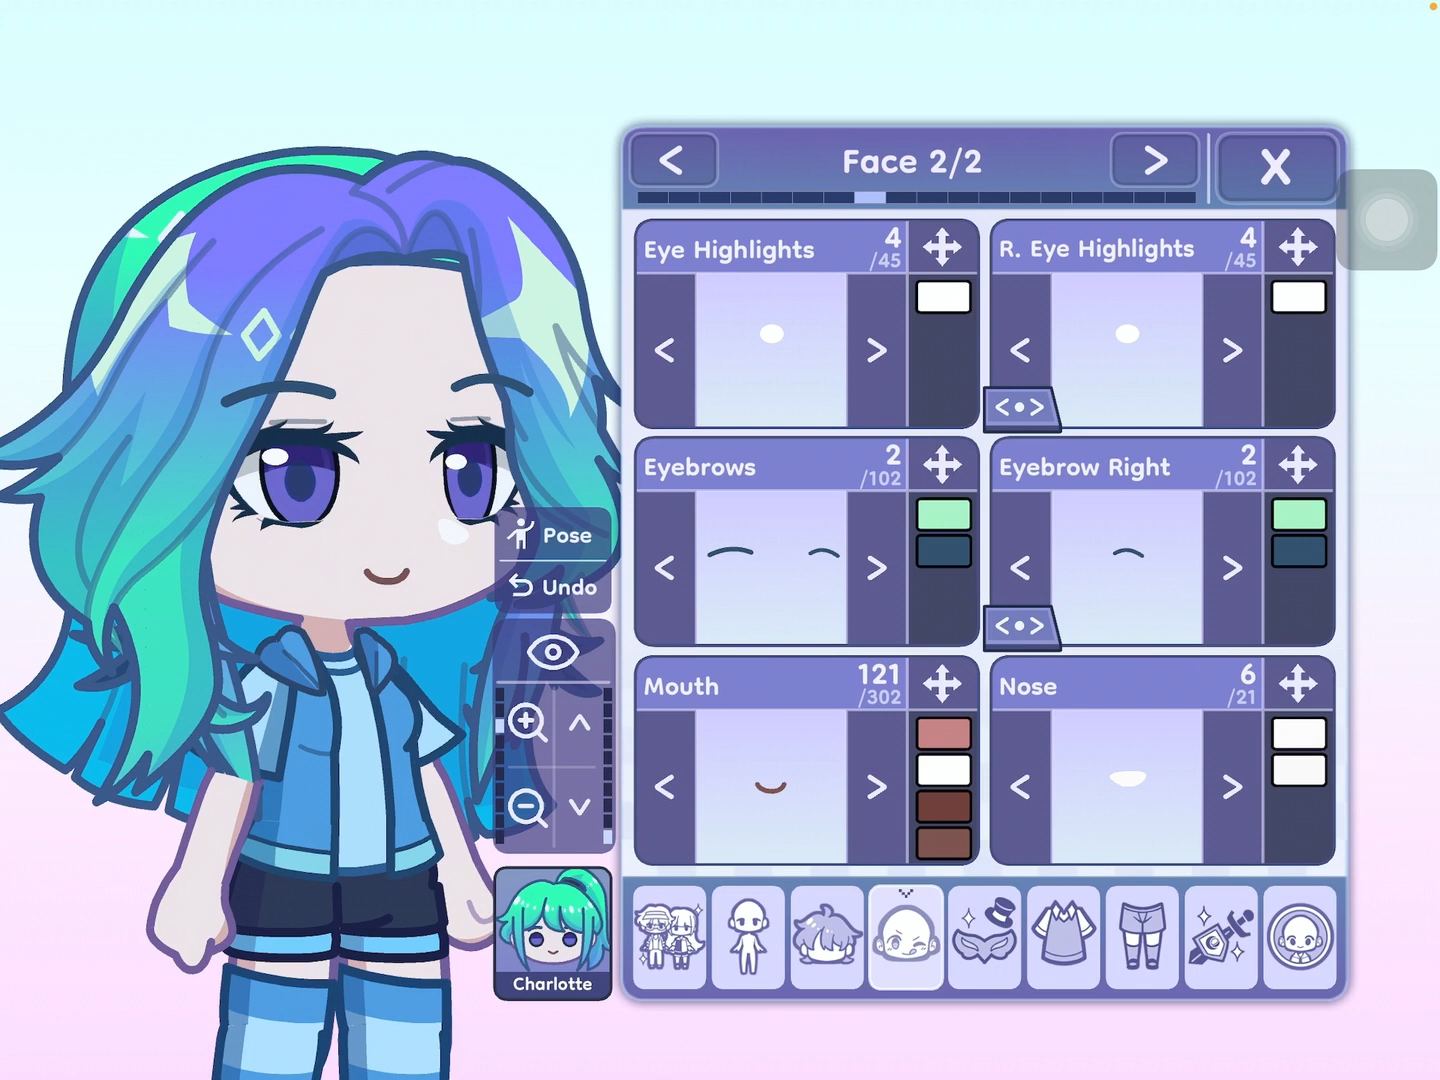 Face 2/2
X
Eye Highlights 4/45
R. Eye Highlights 4/45
Eyebrows 2/102
Eyebrow Right 2/102
Pose
Undo
Mouth 121/302
Nose 6/21
Charlotte